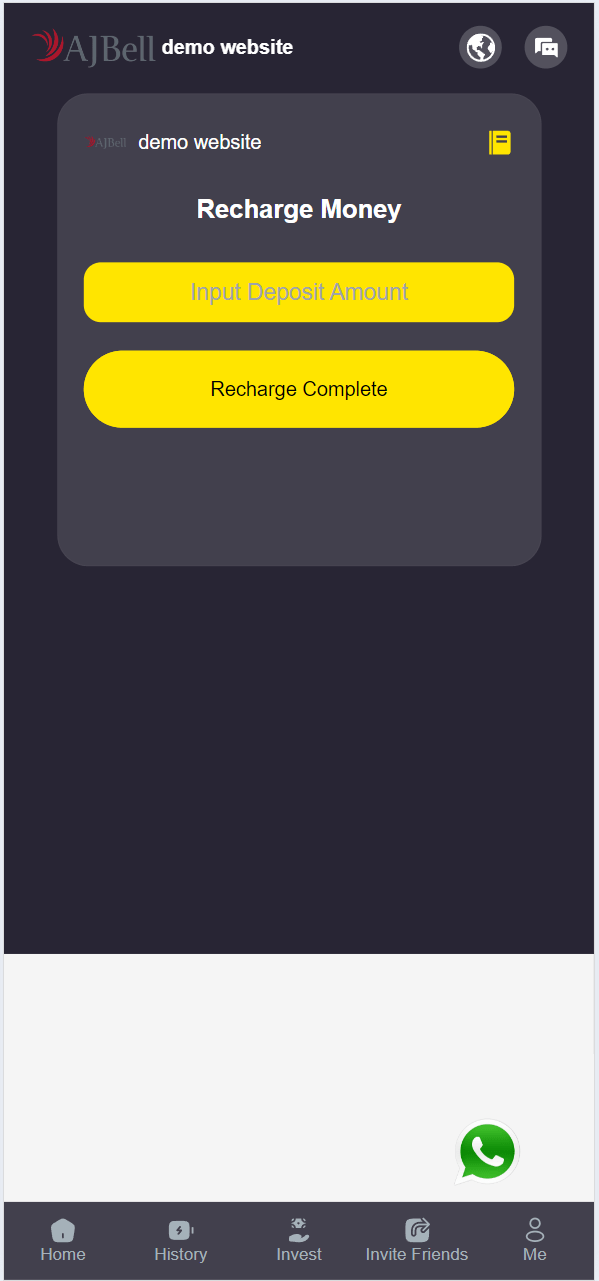 AJBell demo website
AJBell demo website
Recharge Money
Input Deposit Amount
Recharge Complete
Home History Invest Invite Friends Me